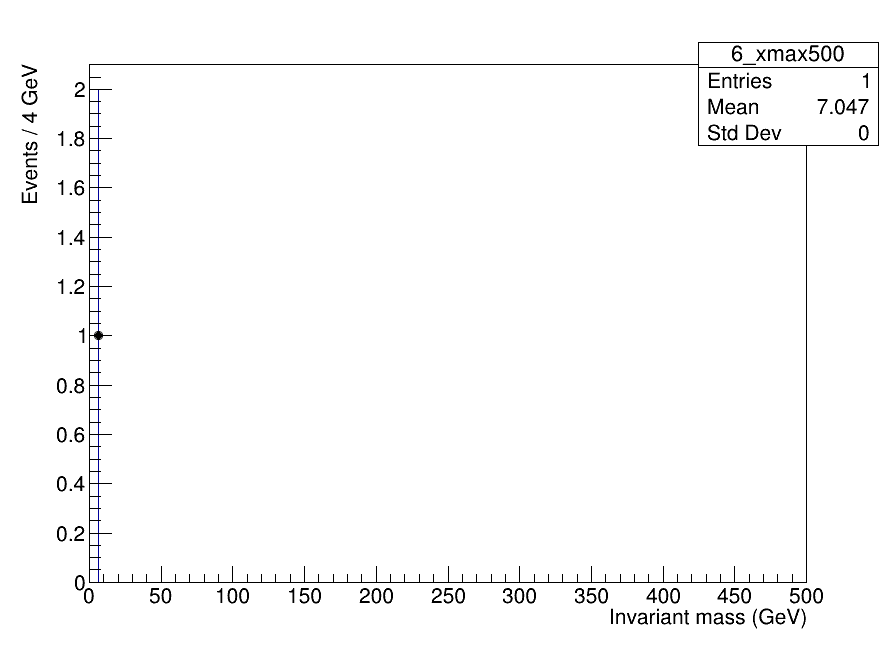 6_xmax500
Entries 1
Mean 7.047
Std Dev 0
Events / 4 GeV
2
1.8
1.6
1.4
1.2
1
0.8
0.6
0.4
0.2
0
0 50 100 150 200 250 300 350 400 450 500
Invariant mass (GeV)